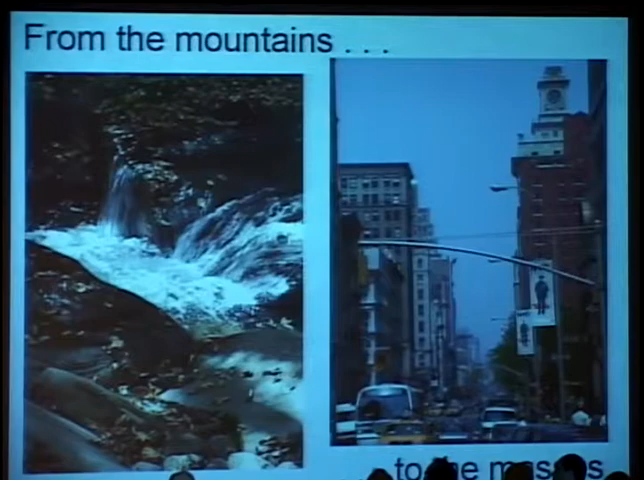 From the mountains . . .
. . . to the masses